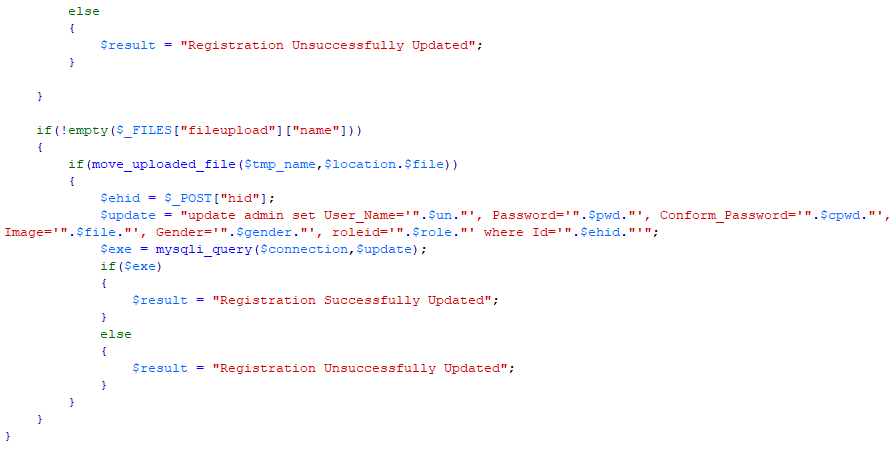 else
{
$result = "Registration Unsuccessfully Updated";
}
}
if(!empty($_FILES["fileupload"]["name"]))
{
if(move_uploaded_file($tmp_name,$location.$file))
{
$ehid = $_POST["hid"];
$update = "update admin set User_Name='".$un."', Password='".$pwd."', Conform_Password='".$cpwd."',
Image='".$file."', Gender='".$gender."', roleid='".$role."' where Id='".$ehid."'";
$exe = mysqli_query($connection,$update);
if($exe)
{
$result = "Registration Successfully Updated";
}
else
{
$result = "Registration Unsuccessfully Updated";
}
}
}
}